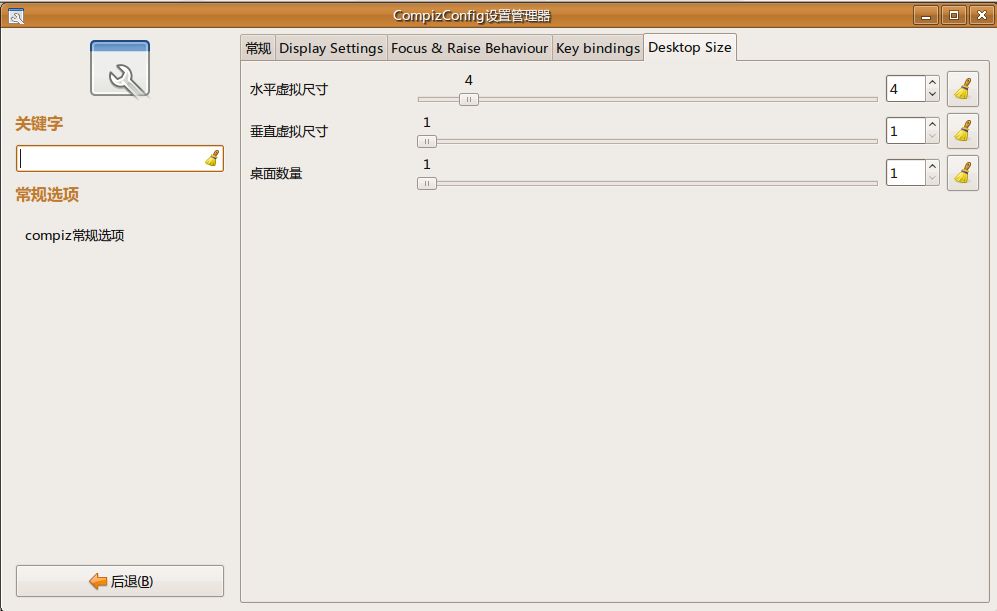 CompizConfig设置管理器
关键字
常规选项
compiz常规选项
后退(B)
常规 Display Settings Focus & Raise Behaviour Key bindings Desktop Size
水平虚拟尺寸 4 4
垂直虚拟尺寸 1 1
桌面数量 1 1